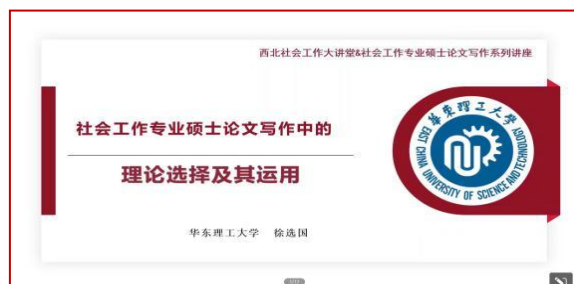 西北社会工作大讲堂&社会工作专业硕士论文写作系列讲座
社会工作专业硕士论文写作中的
理论选择及其运用
華東理工大學
EAST CHINA UNIVERSITY OF SCIENCE AND TECHNOLOGY
华东理工大学 徐选国